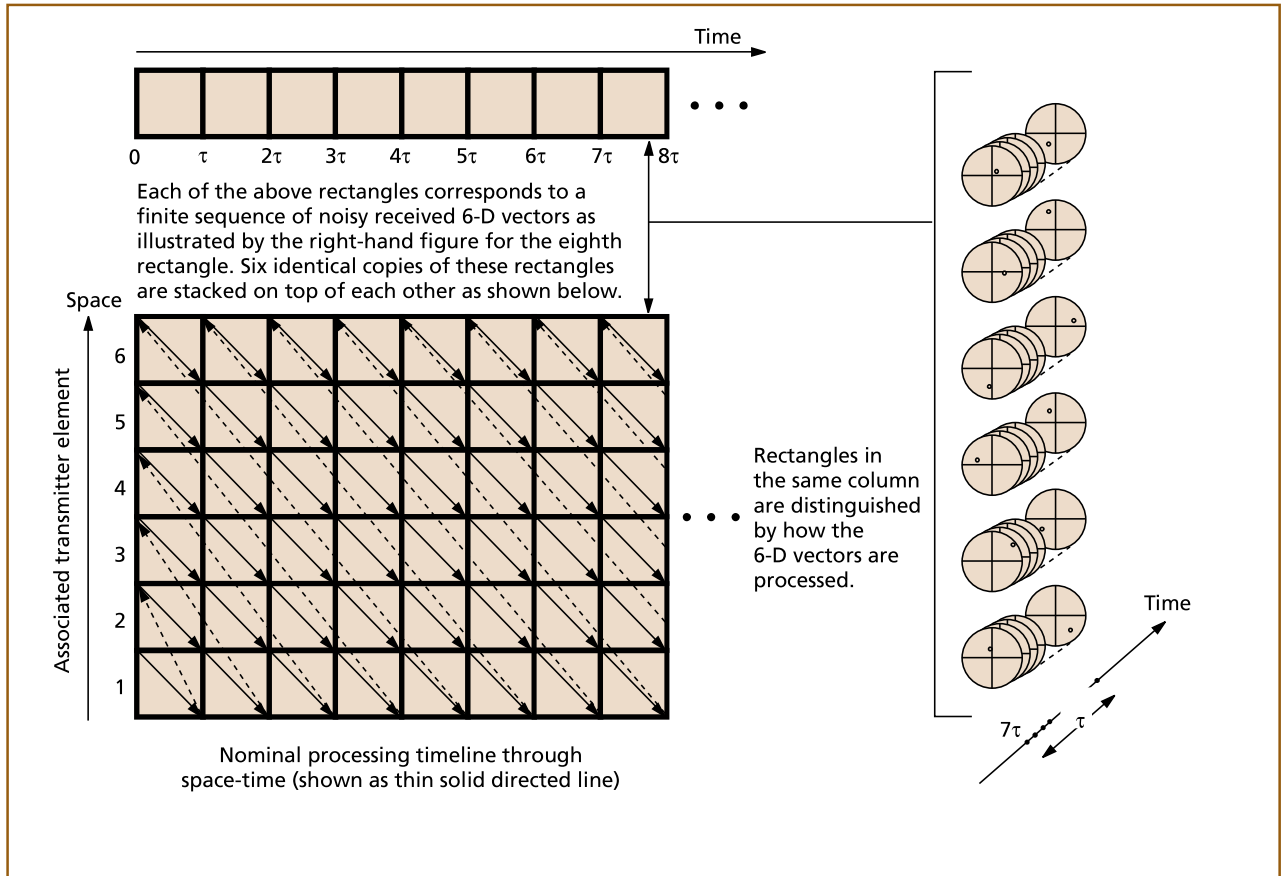 Time
0 τ 2τ 3τ 4τ 5τ 6τ 7τ 8τ
Each of the above rectangles corresponds to a
finite sequence of noisy received 6-D vectors as
illustrated by the right-hand figure for the eighth
rectangle. Six identical copies of these rectangles
are stacked on top of each other as shown below.
Space
Associated transmitter element
6
5
4
3
2
1
Rectangles in
the same column
are distinguished
by how the
6-D vectors are
processed.
Nominal processing timeline through
space-time (shown as thin solid directed line)
Time
7τ
τ